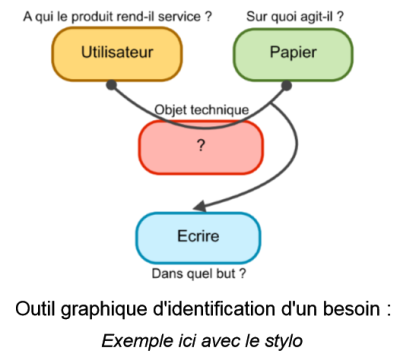 A qui le produit rend-il service ?
Sur quoi agit-il ?
Utilisateur
Papier
Objet technique
?
Ecrire
Dans quel but ?
Outil graphique d'identification d'un besoin :
Exemple ici avec le stylo